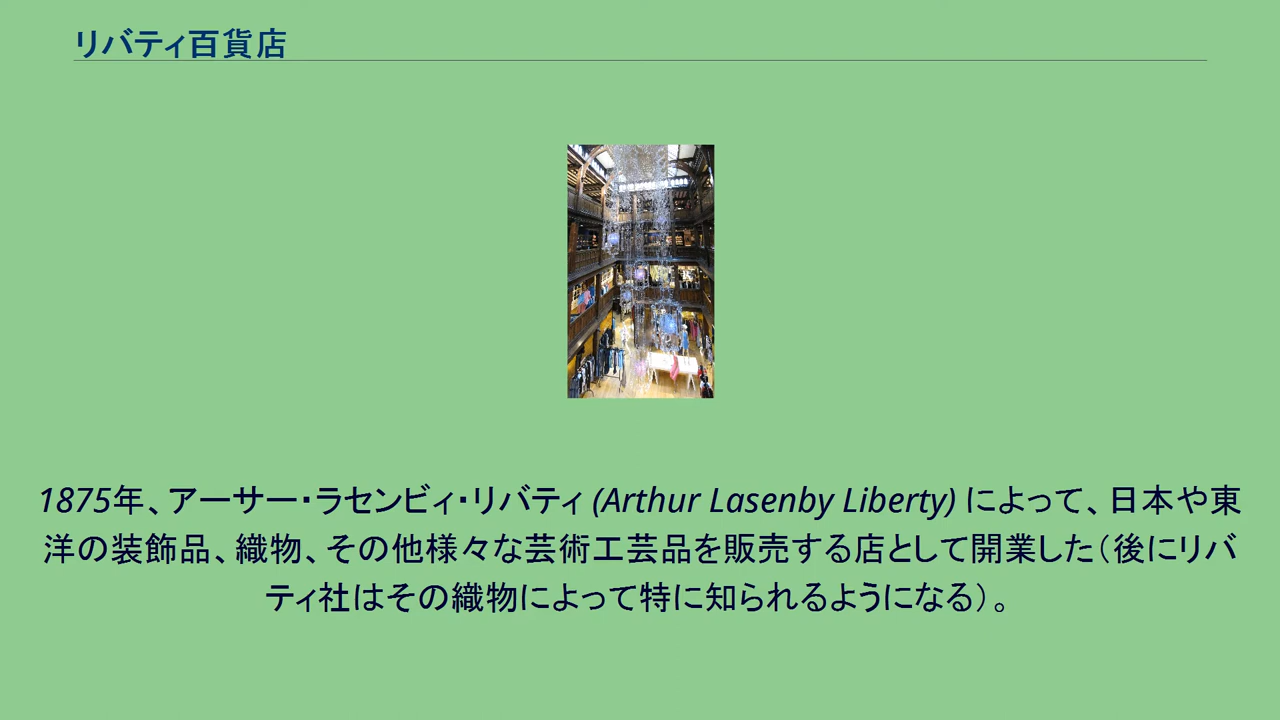 リバティ百貨店
1875年、アーサー・ラセンビィ・リバティ (Arthur Lasenby Liberty) によって、日本や東
洋の装飾品、織物、その他様々な芸術工芸品を販売する店として開業した（後にリバ
ティ社はその織物によって特に知られるようになる）。